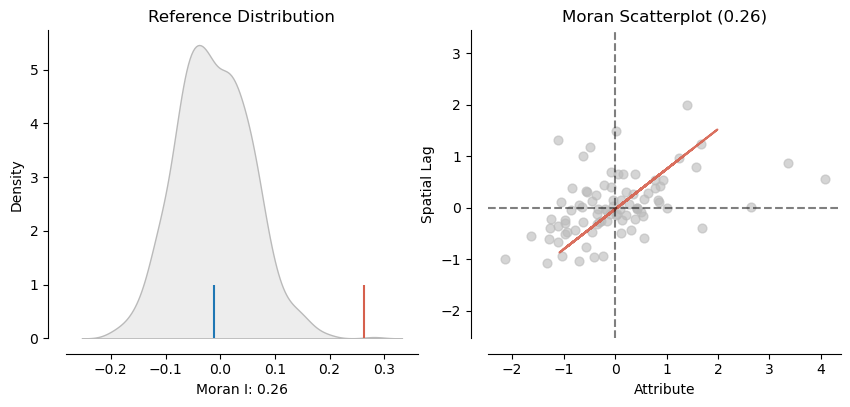 Reference Distribution
Density
5
4
3
2
1
0
−0.2 −0.1 0.0 0.1 0.2 0.3
Moran I: 0.26
Moran Scatterplot (0.26)
Spatial Lag
3
2
1
0
−1
−2
−2 −1 0 1 2 3 4
Attribute